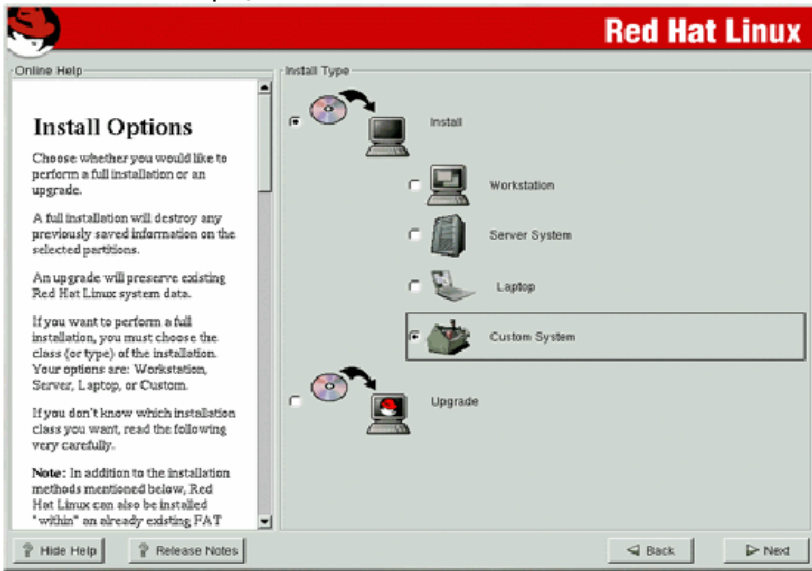 Red Hat Linux
Online Help
Install Options
Choose whether you would like to
perform a full installation or an
upgrade.
A full installation will destroy any
previously saved information on the
selected partitions.
An upgrade will preserve existing
Red Hat Linux system data.
If you want to perform a full
installation, you must choose the
class (or type) of the installation.
Your options are: Workstation,
Server, Laptop, or Custom.
If you don't know which installation
class you want, read the following
very carefully.
Note: In addition to the installation
methods mentioned below, Red
Hat Linux can also be installed
"within" an already existing FAT
Install Type
Install
Workstation
Server System
Laptop
Custom System
Upgrade
Hide Help
Release Notes
Back
Next